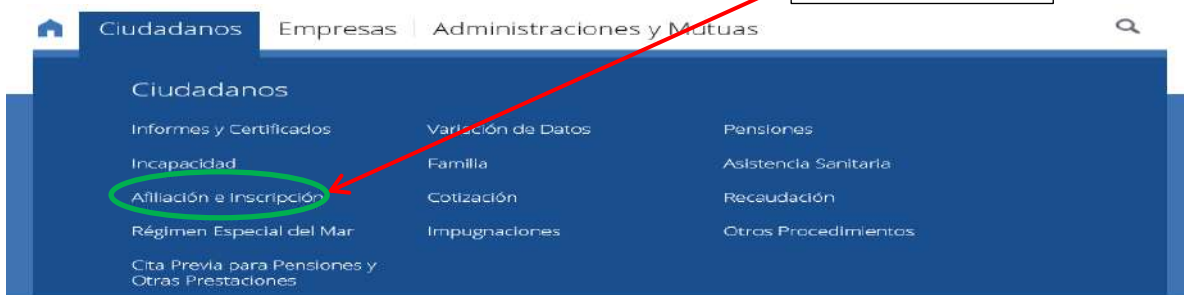 Ciudadanos Empresas Administraciones y Mutuas
Ciudadanos
Informes y Certificados Variación de Datos Pensiones
Incapacidad Familia Asistencia Sanitaria
Afiliación e Inscripción Cotización Recaudación
Régimen Especial del Mar Impugnaciones Otros Procedimientos
Cita Previa para Pensiones y
Otras Prestaciones